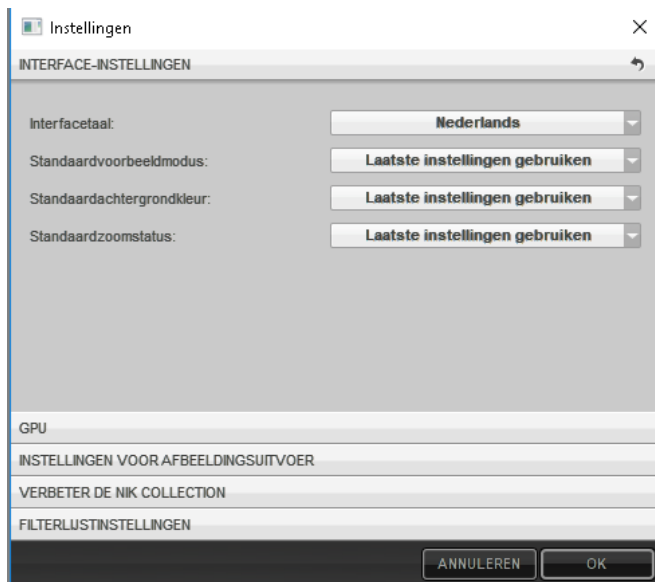 Instellingen
INTERFACE-INSTELLINGEN
Interfacetaal: Nederlands
Standaardvoorbeeldmodus: Laatste instellingen gebruiken
Standaardachtergrondkleur: Laatste instellingen gebruiken
Standaardzoomstatus: Laatste instellingen gebruiken
GPU
INSTELLINGEN VOOR AFBEELDINGSUITVOER
VERBETER DE NIK COLLECTION
FILTERLIJSTINSTELLINGEN
ANNULEREN OK